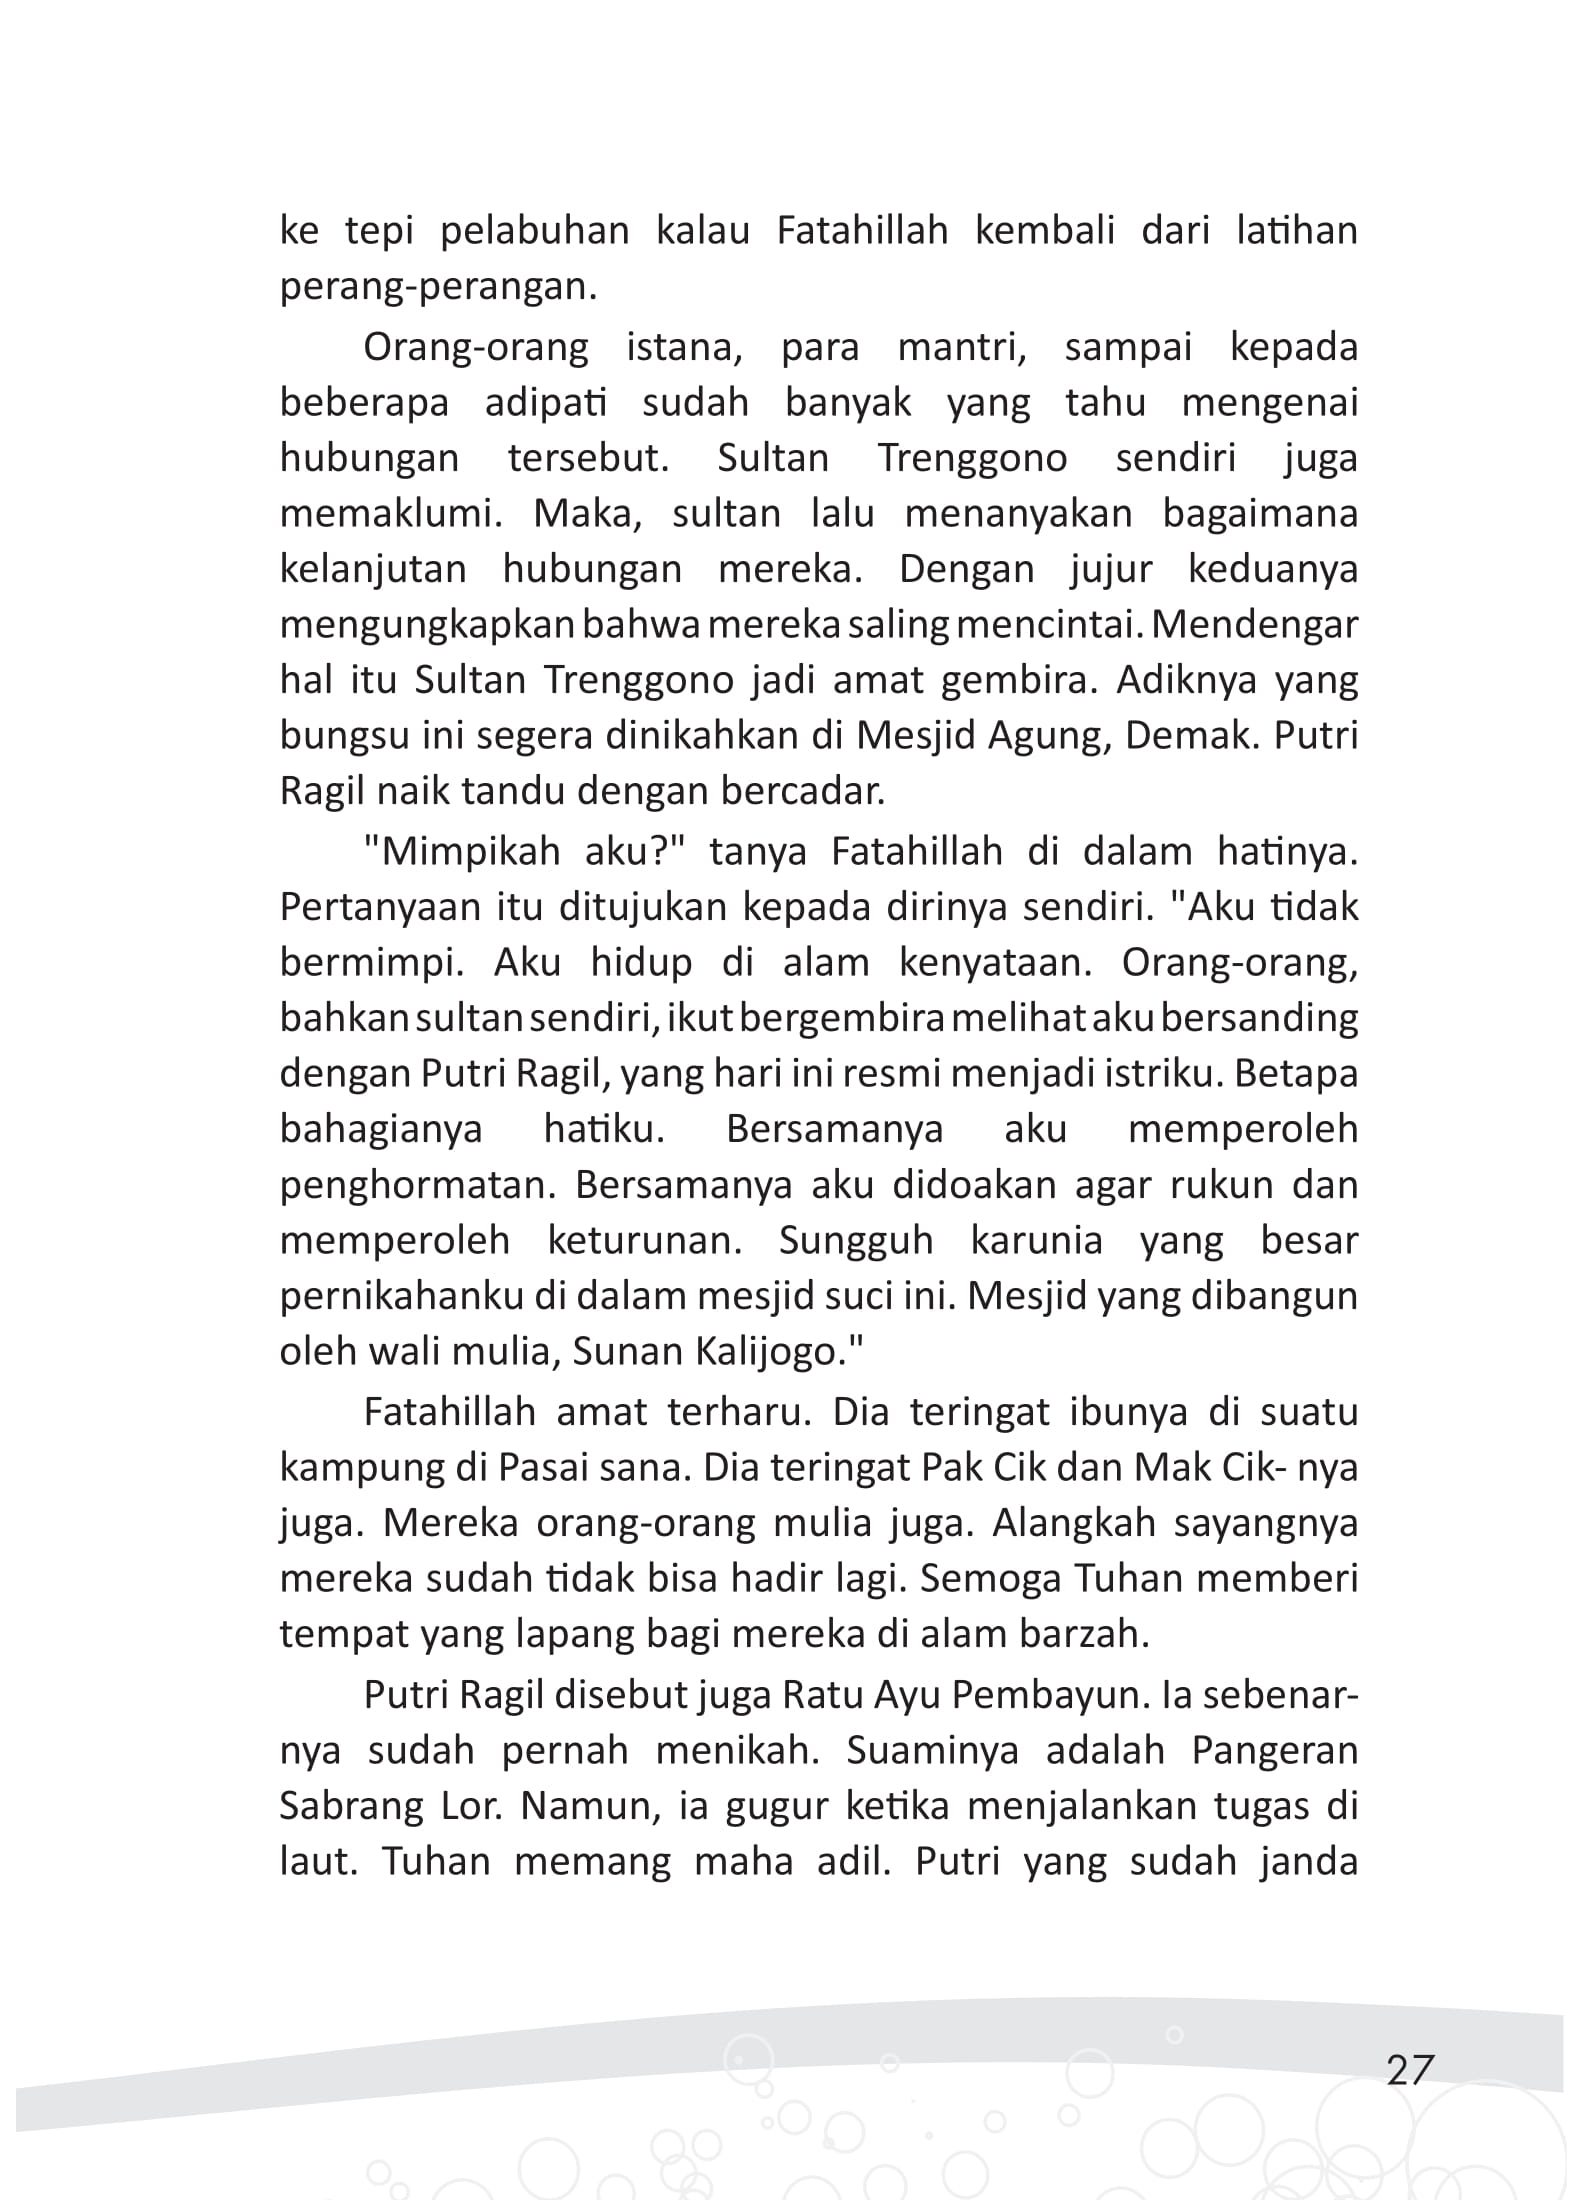 ke tepi pelabuhan kalau Fatahillah kembali dari latihan
perang-perangan.
Orang-orang istana, para mantri, sampai kepada
beberapa adipati sudah banyak yang tahu mengenai
hubungan tersebut. Sultan Trenggono sendiri juga
memaklumi. Maka, sultan lalu menanyakan bagaimana
kelanjutan hubungan mereka. Dengan jujur keduanya
mengungkapkan bahwa mereka saling mencintai. Mendengar
hal itu Sultan Trenggono jadi amat gembira. Adiknya yang
bungsu ini segera dinikahkan di Mesjid Agung, Demak. Putri
Ragil naik tandu dengan bercadar.
"Mimpikah aku?" tanya Fatahillah di dalam hatinya.
Pertanyaan itu ditujukan kepada dirinya sendiri. "Aku tidak
bermimpi. Aku hidup di alam kenyataan. Orang-orang,
bahkan sultan sendiri, ikut bergembira melihat aku bersanding
dengan Putri Ragil, yang hari ini resmi menjadi istriku. Betapa
bahagianya hatiku. Bersamanya aku memperoleh
penghormatan. Bersamanya aku didoakan agar rukun dan
memperoleh keturunan. Sungguh karunia yang besar
pernikahanku di dalam mesjid suci ini. Mesjid yang dibangun
oleh wali mulia, Sunan Kalijogo."
Fatahillah amat terharu. Dia teringat ibunya di suatu
kampung di Pasai sana. Dia teringat Pak Cik dan Mak Cik- nya
juga. Mereka orang-orang mulia juga. Alangkah sayangnya
mereka sudah tidak bisa hadir lagi. Semoga Tuhan memberi
tempat yang lapang bagi mereka di alam barzah.
Putri Ragil disebut juga Ratu Ayu Pembayun. Ia sebenar-
nya sudah pernah menikah. Suaminya adalah Pangeran
Sabrang Lor. Namun, ia gugur ketika menjalankan tugas di
laut. Tuhan memang maha adil. Putri yang sudah janda
27